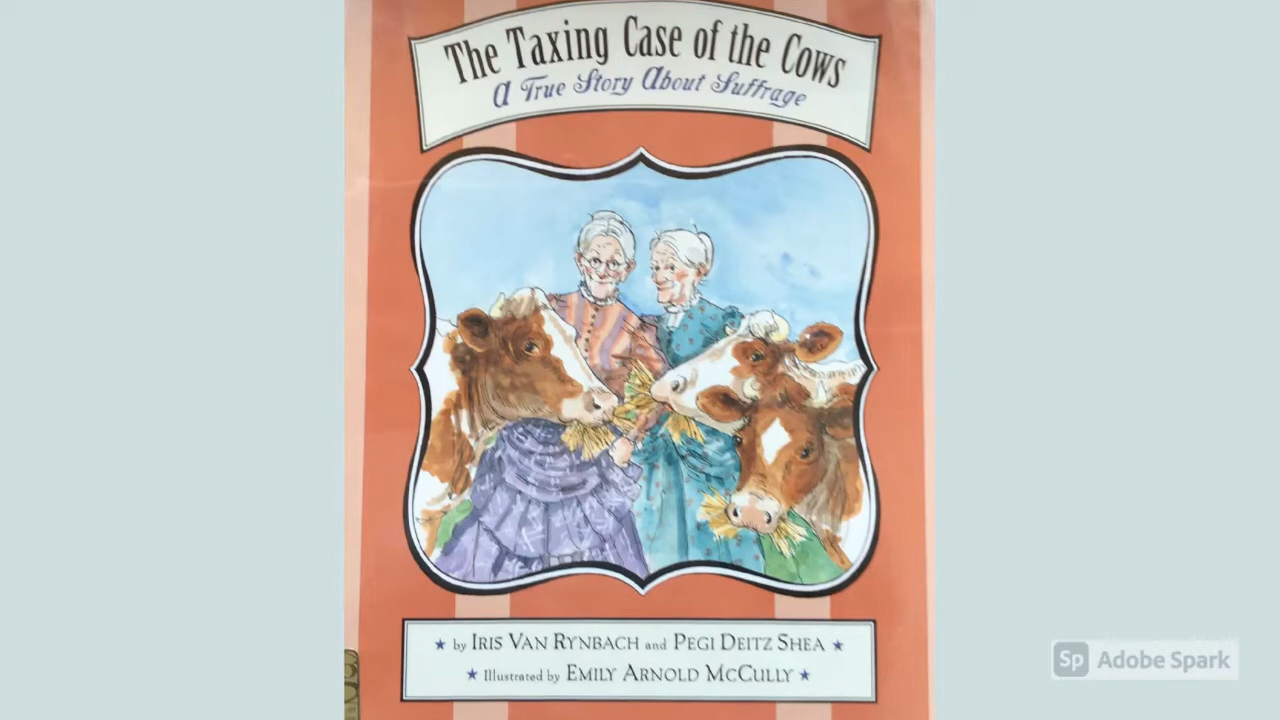 The Taxing Case of the Cows
A True Story About Suffrage
★ by IRIS VAN RYNBACH and PEGI DEITZ SHEA ★
★ Illustrated by EMILY ARNOLD MCCULLY ★
Sp Adobe Spark